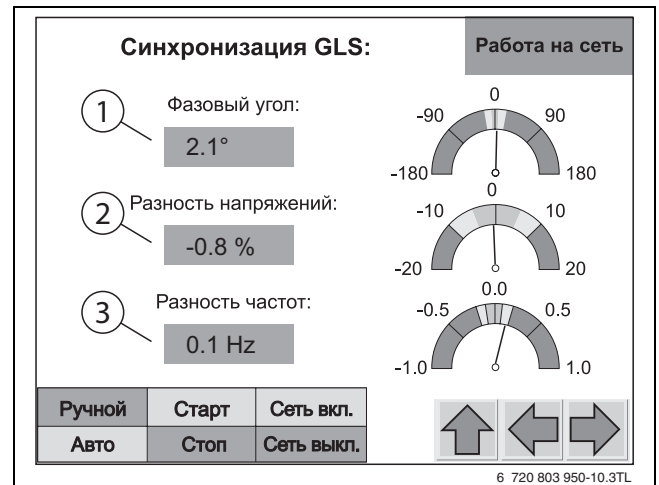 Синхронизация GLS:
Работа на сеть
1
Фазовый угол:
2.1°
0
-90
90
-180
180
2
Разность напряжений:
-0.8 %
0
-10
10
-20
20
3
Разность частот:
0.1 Hz
0.0
-0.5
0.5
-1.0
1.0
Ручной
Старт
Сеть вкл.
Авто
Стоп
Сеть выкл.
6 720 803 950-10.3TL